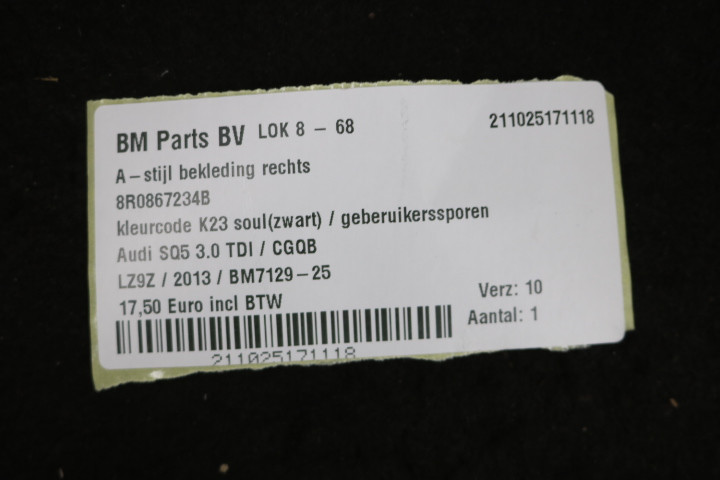 BM Parts BV LOK 8 - 68 211025171118
A-stijl bekleding rechts
8R0867234B
kleurcode K23 soul(zwart) / geberuikerssporen
Audi SQ5 3.0 TDI / CGQB
LZ9Z / 2013 / BM7129-25
17,50 Euro incl BTW Verz: 10
Aantal: 1
211025171118